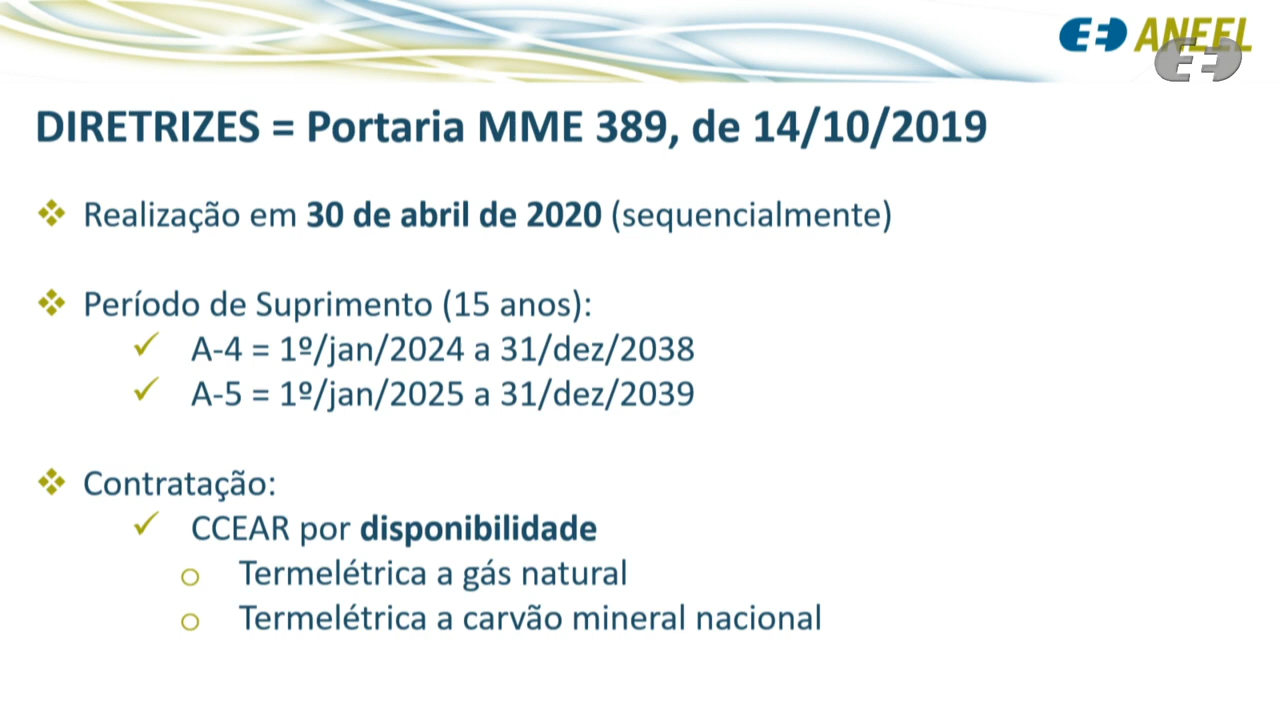 ANEEL
DIRETRIZES = Portaria MME 389, de 14/10/2019
Realização em 30 de abril de 2020 (sequencialmente)
Período de Suprimento (15 anos):
A-4 = 1º/jan/2024 a 31/dez/2038
A-5 = 1º/jan/2025 a 31/dez/2039
Contratação:
CCEAR por disponibilidade
Termelétrica a gás natural
Termelétrica a carvão mineral nacional